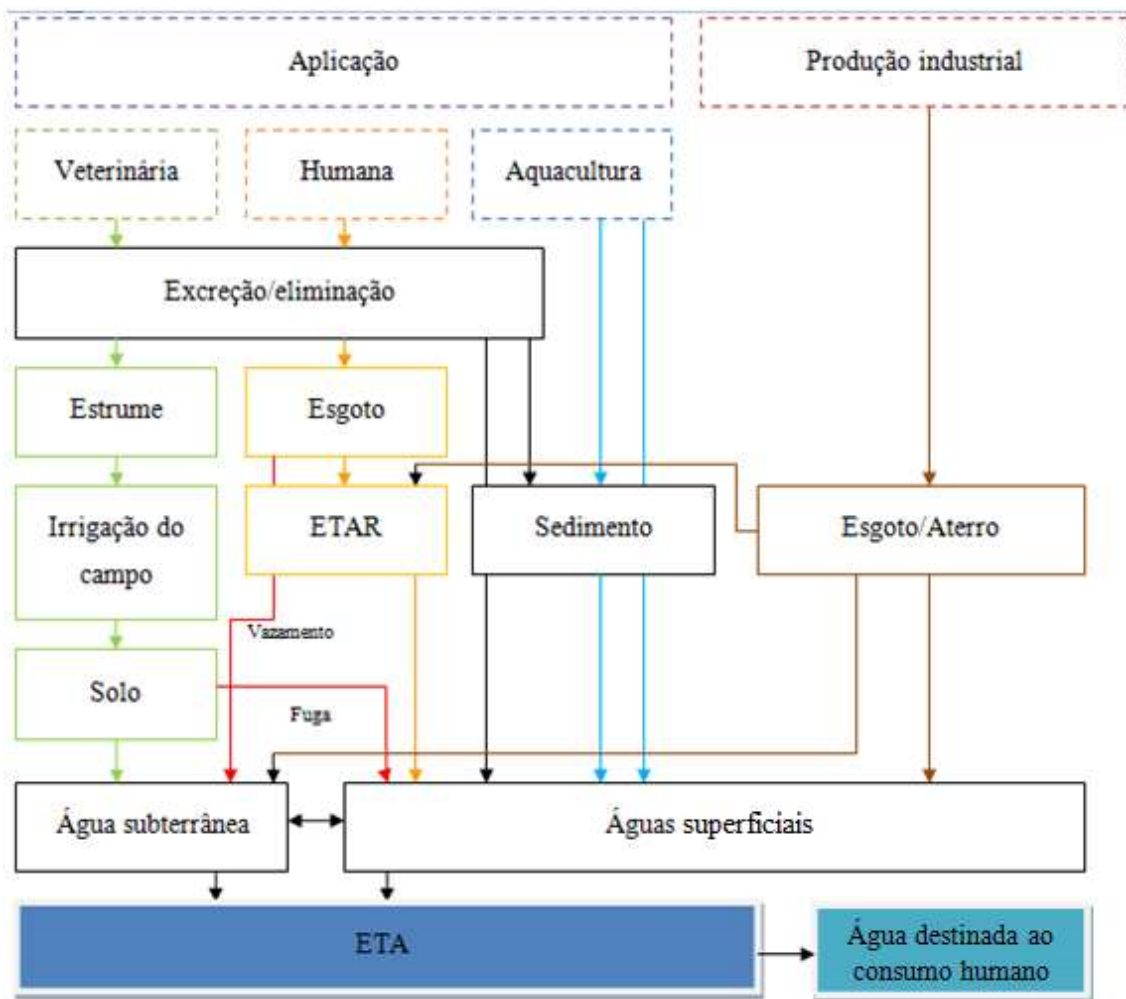 Aplicação
Produção industrial
Veterinária
Humana
Aquacultura
Excreção/eliminação
Estrume
Esgoto
Irrigação do
campo
ETAR
Sedimento
Esgoto/Aterro
Vazamento
Solo
Fuga
Água subterrânea
Águas superficiais
ETA
Água destinada ao
consumo humano